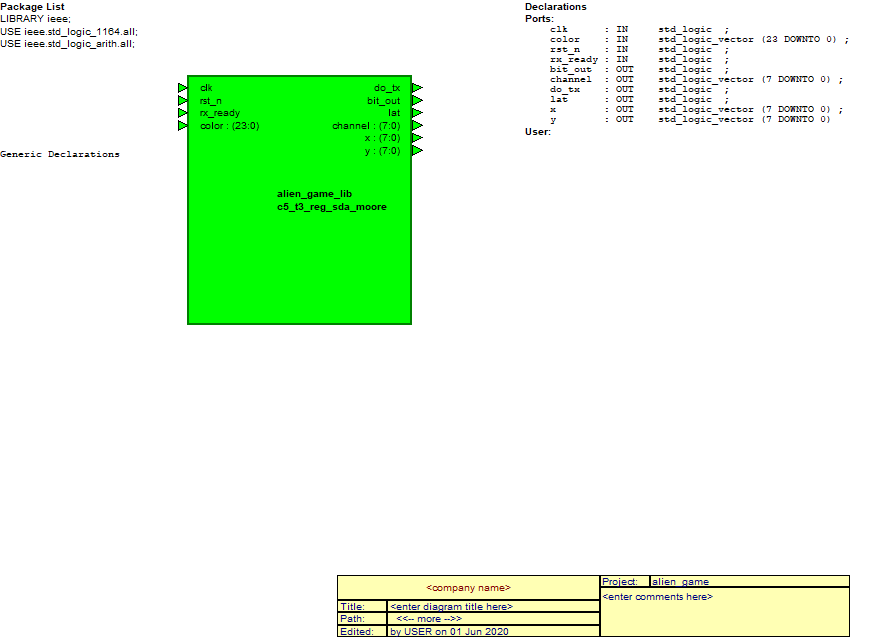 Package List
LIBRARY ieee;
USE ieee.std_logic_1164.all;
USE ieee.std_logic_arith.all;
Generic Declarations
clk
rst_n
rx_ready
color : (23:0)
do_tx
bit_out
lat
channel : (7:0)
x : (7:0)
y : (7:0)
alien_game_lib
c5_t3_reg_sda_moore
Declarations
Ports:
clk : IN std_logic ;
color : IN std_logic_vector (23 DOWNTO 0) ;
rst_n : IN std_logic ;
rx_ready : IN std_logic ;
bit_out : OUT std_logic ;
channel : OUT std_logic_vector (7 DOWNTO 0) ;
do_tx : OUT std_logic ;
lat : OUT std_logic ;
x : OUT std_logic_vector (7 DOWNTO 0) ;
y : OUT std_logic_vector (7 DOWNTO 0)
User:
<company name>
Title: <enter diagram title here>
Path: <<-- more -->>
Edited: by USER on 01 Jun 2020
Project: alien_game
<enter comments here>